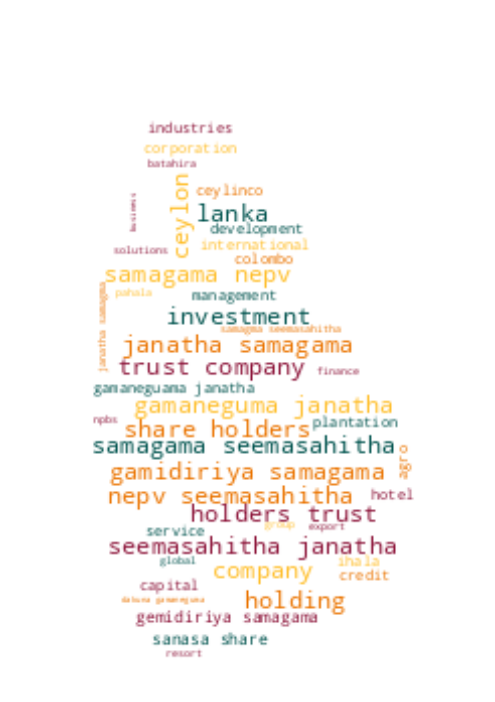 industries
corporation
batahira
ceylon
ceylinco
business
lanka
development
international
solutions
colombo
samagama nepv
janatha samagma
pahala
management
investment
samagma seemasahitha
janatha samagama
trust company
finance
gamaneguama janatha
gamaneguma janatha
npbs
share holders
plantation
samagama seemasahitha
agro
gamidiriya samagama
nepv seemasahitha
hotel
holders trust
group
export
service
seemasahitha janatha
global
company
ihala
credit
capital
dakuna gamaneguma
holding
gemidiriya samagama
sanasa share
resort